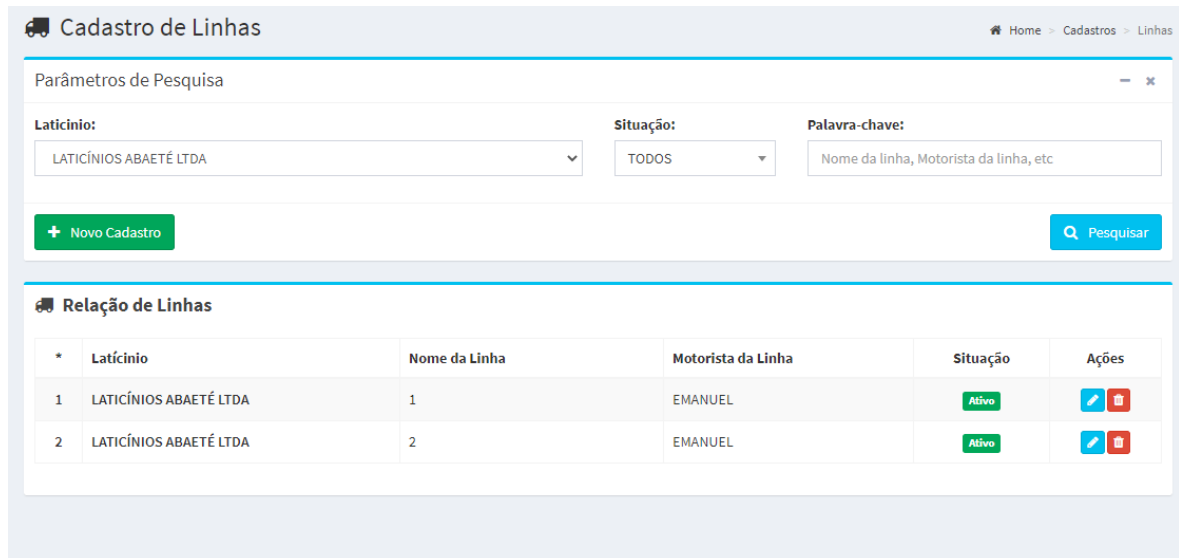 Cadastro de Linhas
Home > Cadastros > Linhas
Parâmetros de Pesquisa
Laticinio: Situação: Palavra-chave:
LATICÍNIOS ABAETÉ LTDA TODOS Nome da linha, Motorista da linha, etc
+ Novo Cadastro Pesquisar
Relação de Linhas
* Latícinio Nome da Linha Motorista da Linha Situação Ações
1 LATICÍNIOS ABAETÉ LTDA 1 EMANUEL Ativo
2 LATICÍNIOS ABAETÉ LTDA 2 EMANUEL Ativo